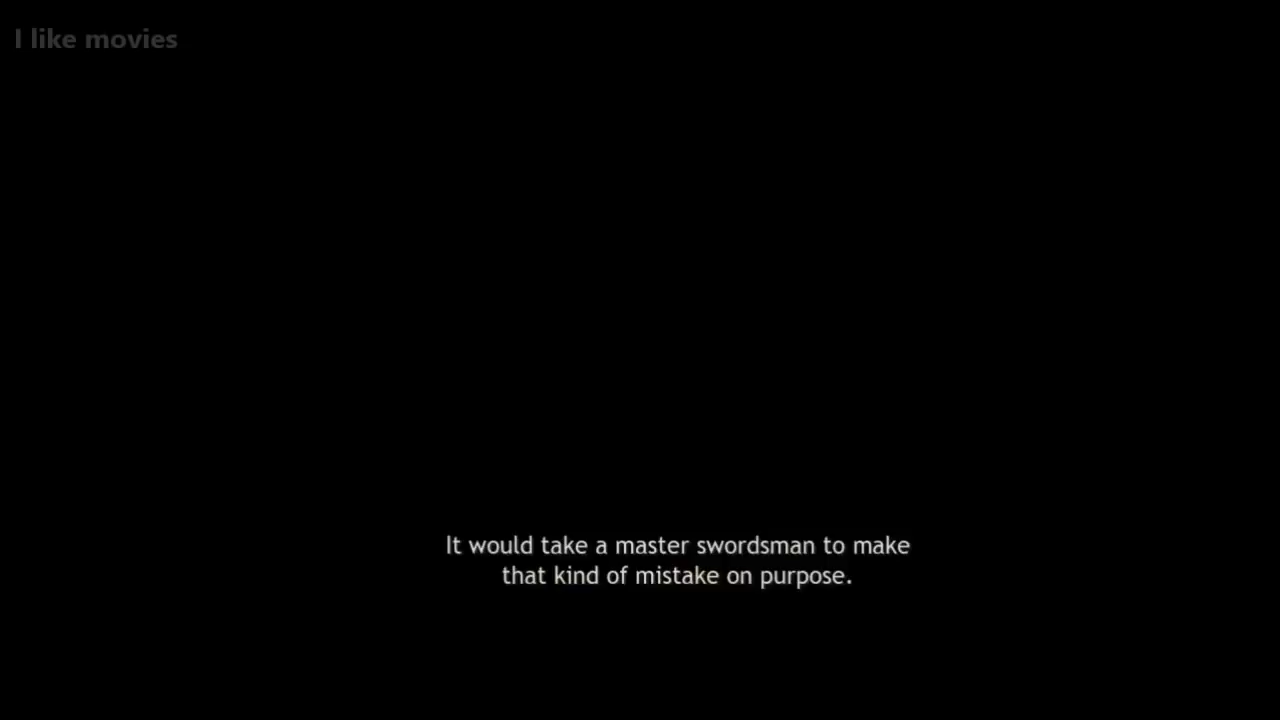 I like movies
It would take a master swordsman to make
that kind of mistake on purpose.